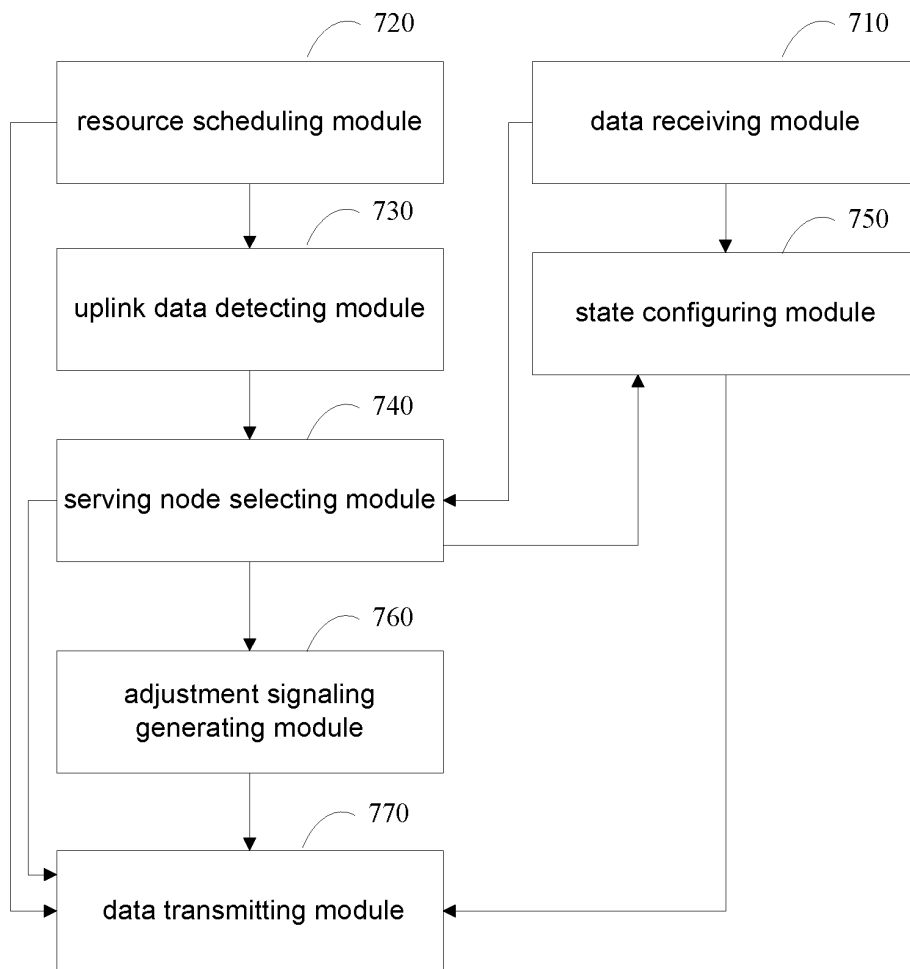 720
710
resource scheduling module
data receiving module
730
750
uplink data detecting module
state configuring module
740
serving node selecting module
760
adjustment signaling
generating module
770
data transmitting module